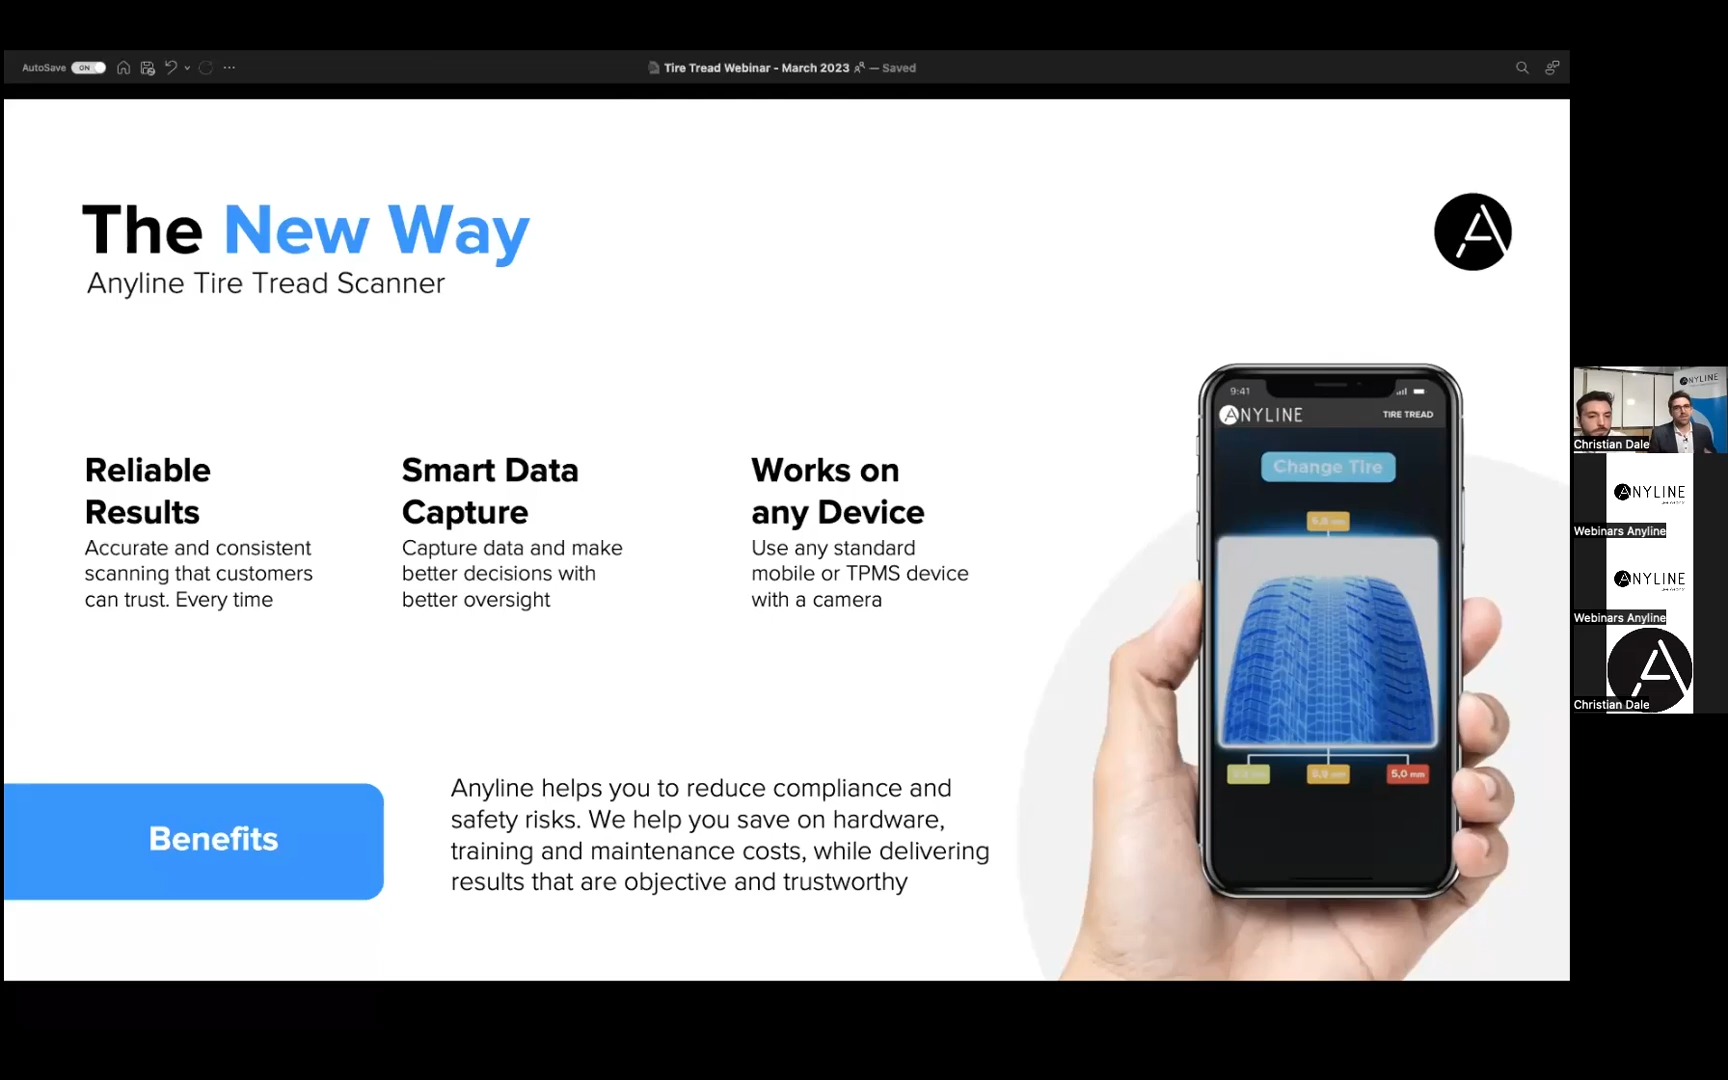 AutoSave ON
Tire Tread Webinar - March 2023 — Saved
The New Way
Anyline Tire Tread Scanner
Reliable
Results
Accurate and consistent
scanning that customers
can trust. Every time
Smart Data
Capture
Capture data and make
better decisions with
better oversight
Works on
any Device
Use any standard
mobile or TPMS device
with a camera
Benefits
Anyline helps you to reduce compliance and
safety risks. We help you save on hardware,
training and maintenance costs, while delivering
results that are objective and trustworthy
9:41
ANYLINE TIRE TREAD
Change Tire
mm
mm
5,0 mm
ANYLINE
Christian Dale
ANYLINE
Webinars Anyline
ANYLINE
Webinars Anyline
Christian Dale